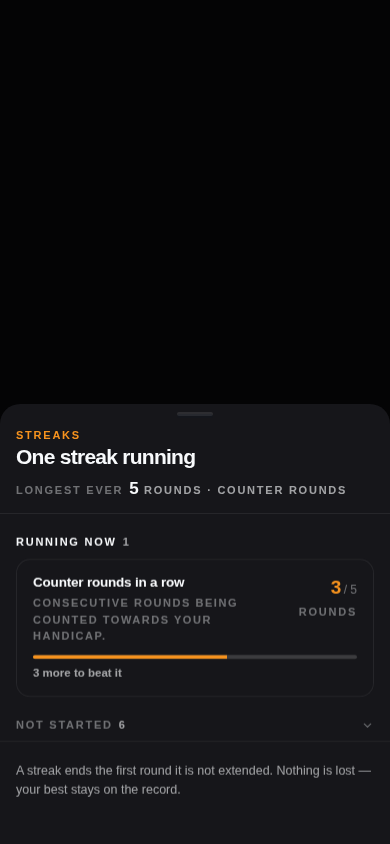 STREAKS
One streak running
LONGEST EVER 5 ROUNDS · COUNTER ROUNDS
RUNNING NOW 1
Counter rounds in a row
3 / 5
CONSECUTIVE ROUNDS BEING
COUNTED TOWARDS YOUR
HANDICAP.
ROUNDS
3 more to beat it
NOT STARTED 6
A streak ends the first round it is not extended. Nothing is lost —
your best stays on the record.